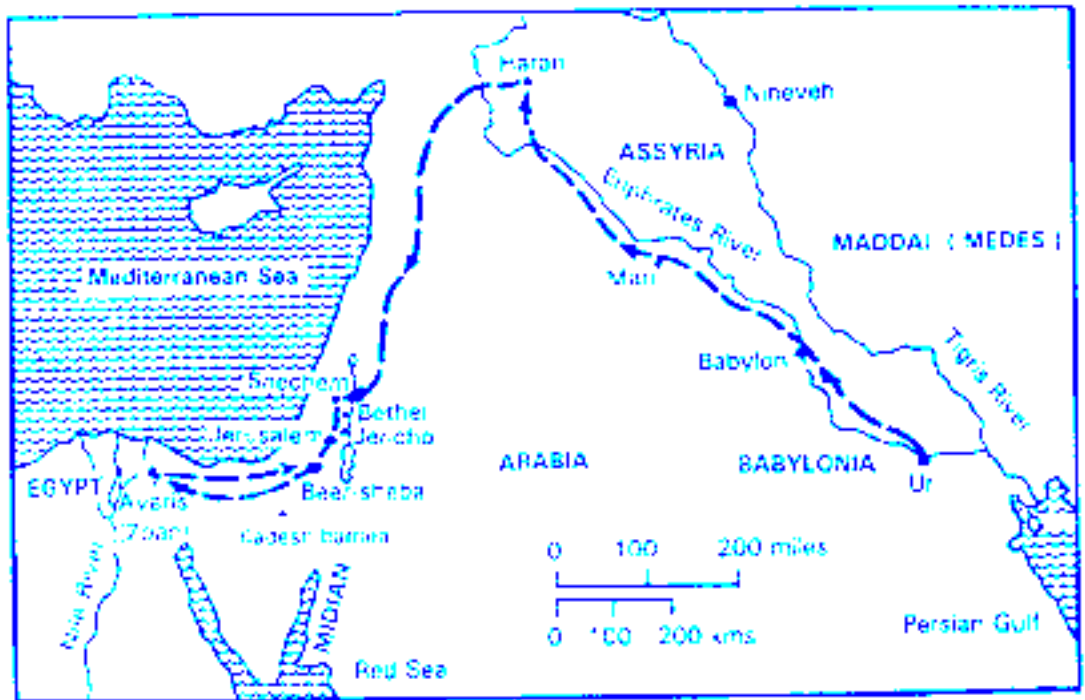 Haran
Nineveh
ASSYRIA
Euphrates River
MADDAI ( MEDES )
Mediterranean Sea
Mari
Tigris River
Babylon
Shechem
Bethel
Jericho
Jerusalem
ARABIA
BABYLONIA
EGYPT
Beer-sheba
Ur
Avaris
(Zoan)
Kadesh barnea
0 100 200 miles
Nile River
MIDIAN
0 100 200 kms
Persian Gulf
Red Sea